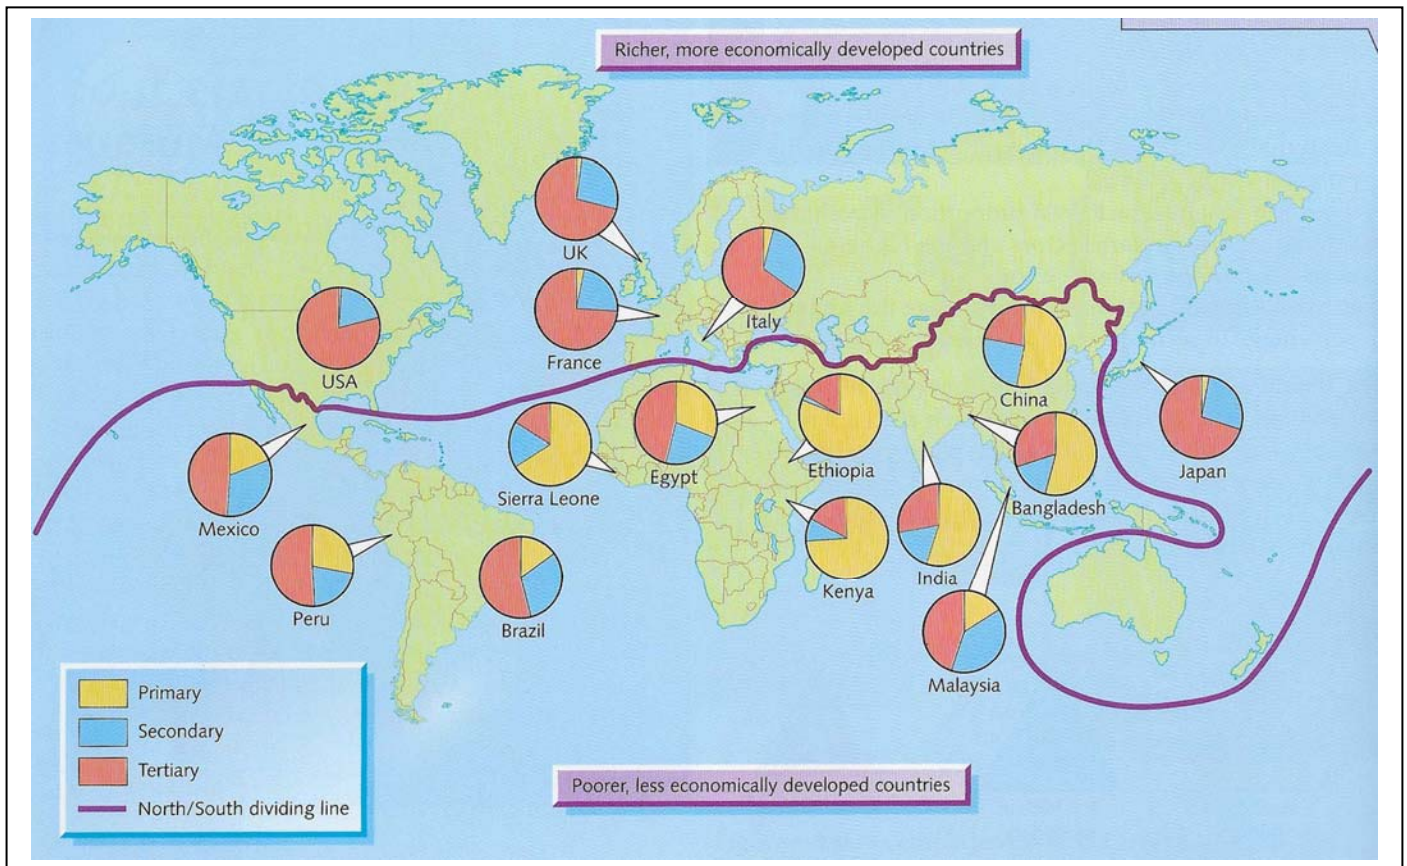 Richer, more economically developed countries
UK
Italy
France
USA
China
Japan
Sierra Leone
Egypt
Ethiopia
Bangladesh
Mexico
India
Kenya
Peru
Brazil
Malaysia
Primary
Secondary
Tertiary
North/South dividing line
Poorer, less economically developed countries